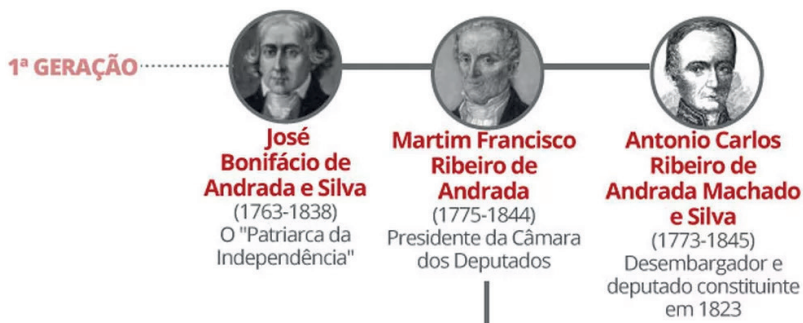 1ª GERAÇÃO
José
Bonifácio de
Andrada e Silva
(1763-1838)
O "Patriarca da
Independência"
Martim Francisco
Ribeiro de
Andrada
(1775-1844)
Presidente da Câmara
dos Deputados
Antonio Carlos
Ribeiro de
Andrada Machado
e Silva
(1773-1845)
Desembargador e
deputado constituinte
em 1823